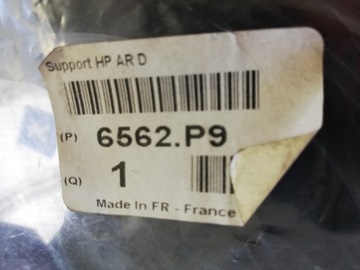 Support HP AR D
(P) 6562.P9
(Q) 1
Made In FR - France